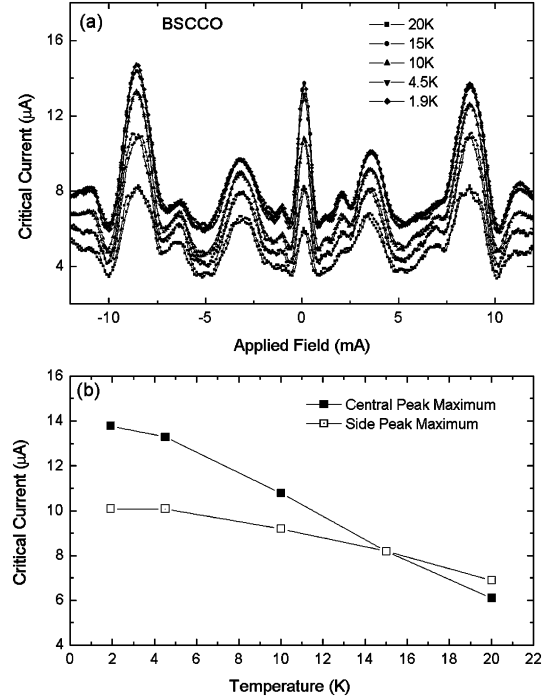 (a)
BSCCO
20K
15K
10K
4.5K
1.9K
16
12
8
4
Critical Current (μA)
-10
-5
0
5
10
Applied Field (mA)
(b)
Central Peak Maximum
Side Peak Maximum
16
14
12
10
8
6
4
Critical Current (μA)
0
2
4
6
8
10
12
14
16
18
20
22
Temperature (K)